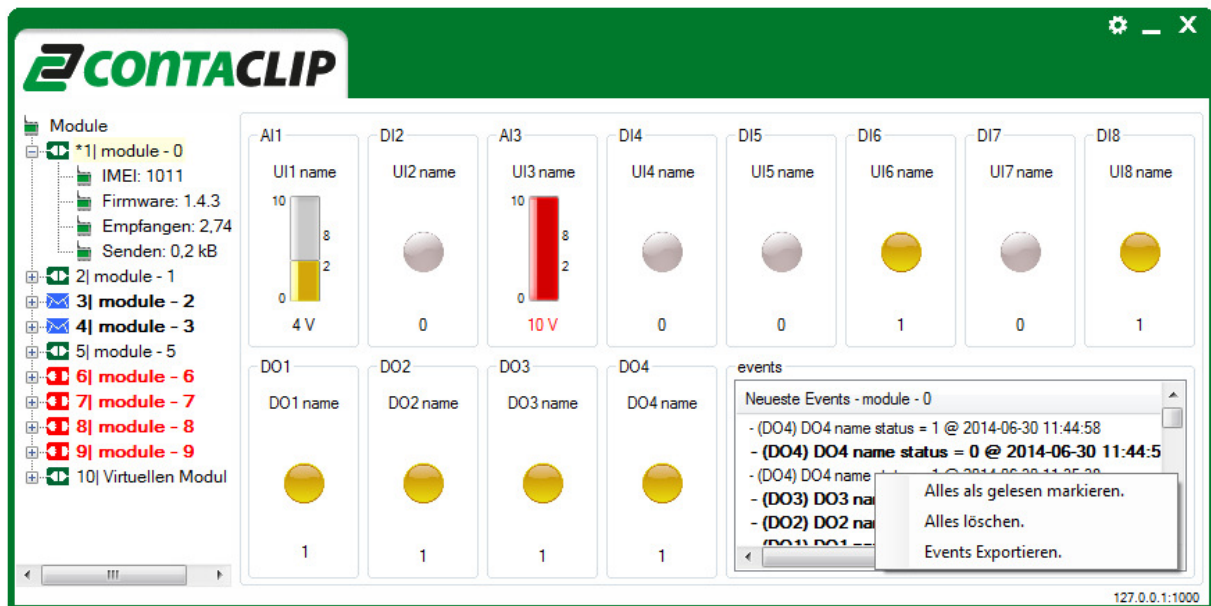 CONTACLIP
Module
*1| module - 0
IMEI: 1011
Firmware: 1.4.3
Empfangen: 2,74
Senden: 0,2 kB
2| module - 1
3| module - 2
4| module - 3
5| module - 5
6| module - 6
7| module - 7
8| module - 8
9| module - 9
10| Virtuellen Modul
AI1
UI1 name
10
8
2
0
4 V
DI2
UI2 name
0
AI3
UI3 name
10
8
2
0
10 V
DI4
UI4 name
0
DI5
UI5 name
0
DI6
UI6 name
1
DI7
UI7 name
0
DI8
UI8 name
1
DO1
DO1 name
1
DO2
DO2 name
1
DO3
DO3 name
1
DO4
DO4 name
1
events
Neueste Events - module - 0
- (DO4) DO4 name status = 1 @ 2014-06-30 11:44:58
- (DO4) DO4 name status = 0 @ 2014-06-30 11:44:5
- (DO4) DO4 name
- (DO3) DO3 na
- (DO2) DO2 na
(DO1) DO1
Alles als gelesen markieren.
Alles löschen.
Events Exportieren.
127.0.0.1:1000